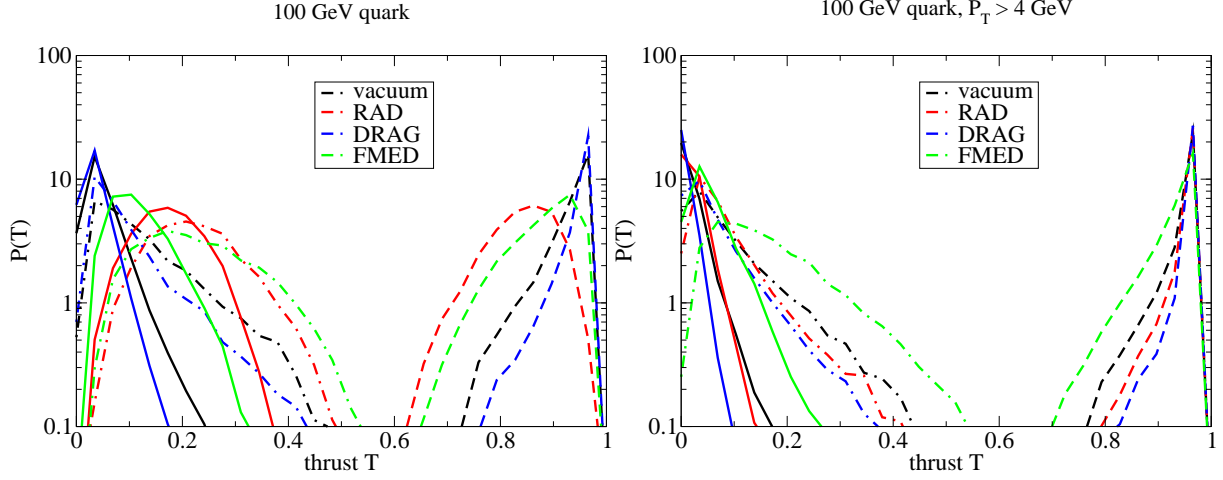 100 GeV quark
100
10
1
0.1
P(T)
vacuum
RAD
DRAG
FMED
0 0.2 0.4 0.6 0.8 1
thrust T
100 GeV quark, P_T > 4 GeV
100
10
1
0.1
P(T)
vacuum
RAD
DRAG
FMED
0 0.2 0.4 0.6 0.8 1
thrust T